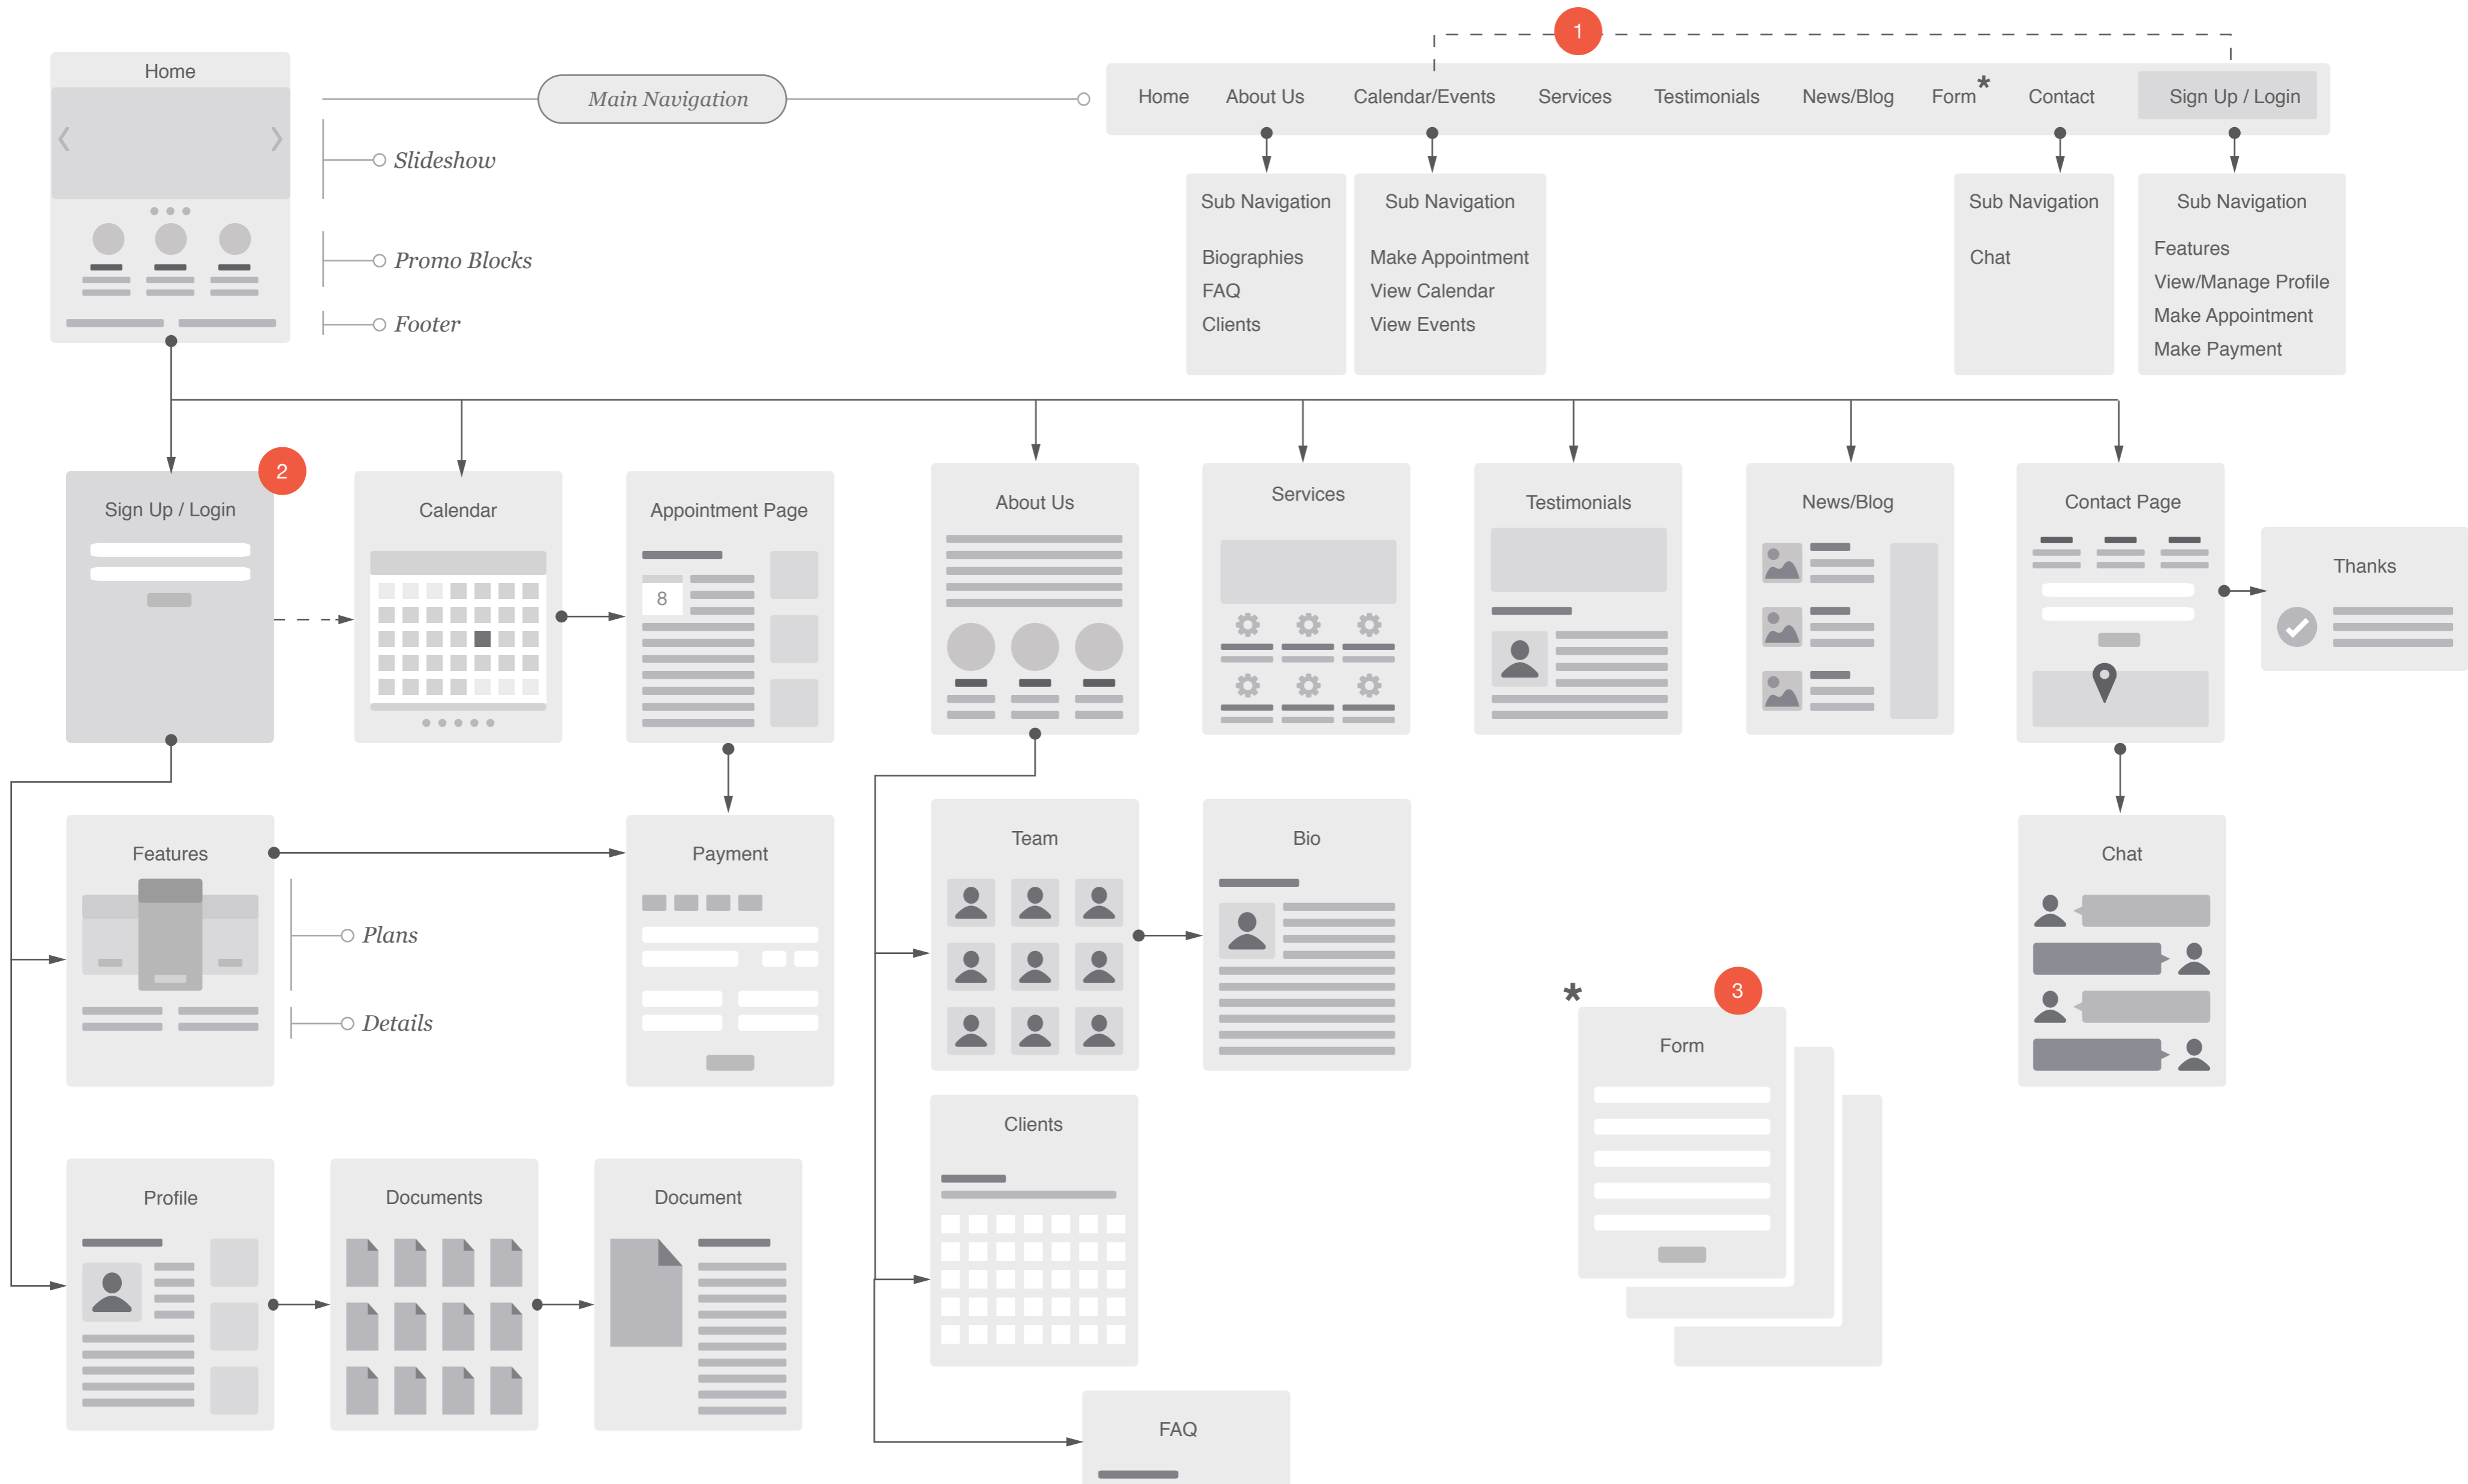 1
Home
Main Navigation
Home About Us Calendar/Events Services Testimonials News/Blog Form* Contact Sign Up / Login
Slideshow
Promo Blocks
Footer
Sub Navigation
Biographies
FAQ
Clients
Sub Navigation
Make Appointment
View Calendar
View Events
Sub Navigation
Chat
Sub Navigation
Features
View/Manage Profile
Make Appointment
Make Payment
2
Sign Up / Login
Calendar
Appointment Page
8
About Us
Services
Testimonials
News/Blog
Contact Page
Thanks
Features
Plans
Details
Payment
Team
Bio
Chat
*
3
Form
Clients
Profile
Documents
Document
FAQ